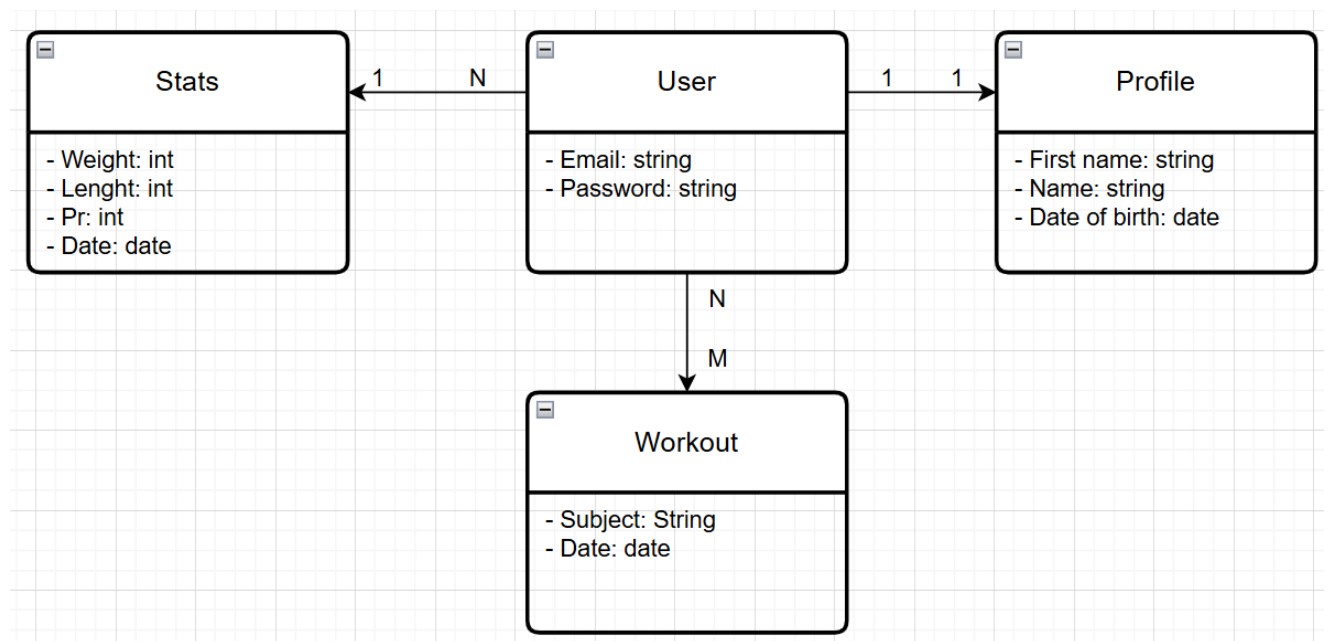 Stats
- Weight: int
- Lenght: int
- Pr: int
- Date: date
1 N
User
- Email: string
- Password: string
1 1
Profile
- First name: string
- Name: string
- Date of birth: date
N
M
Workout
- Subject: String
- Date: date